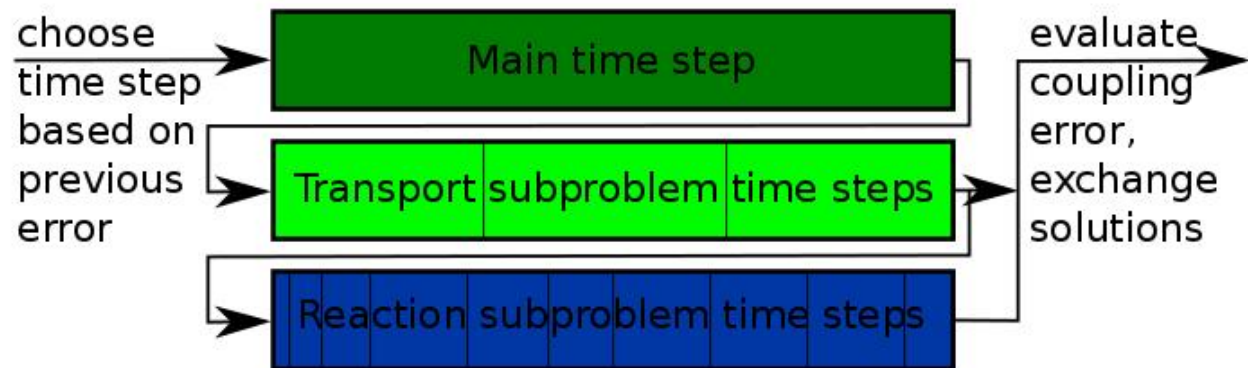 choose
time step
based on
previous
error
Main time step
Transport subproblem time steps
Reaction subproblem time steps
evaluate
coupling
error,
exchange
solutions